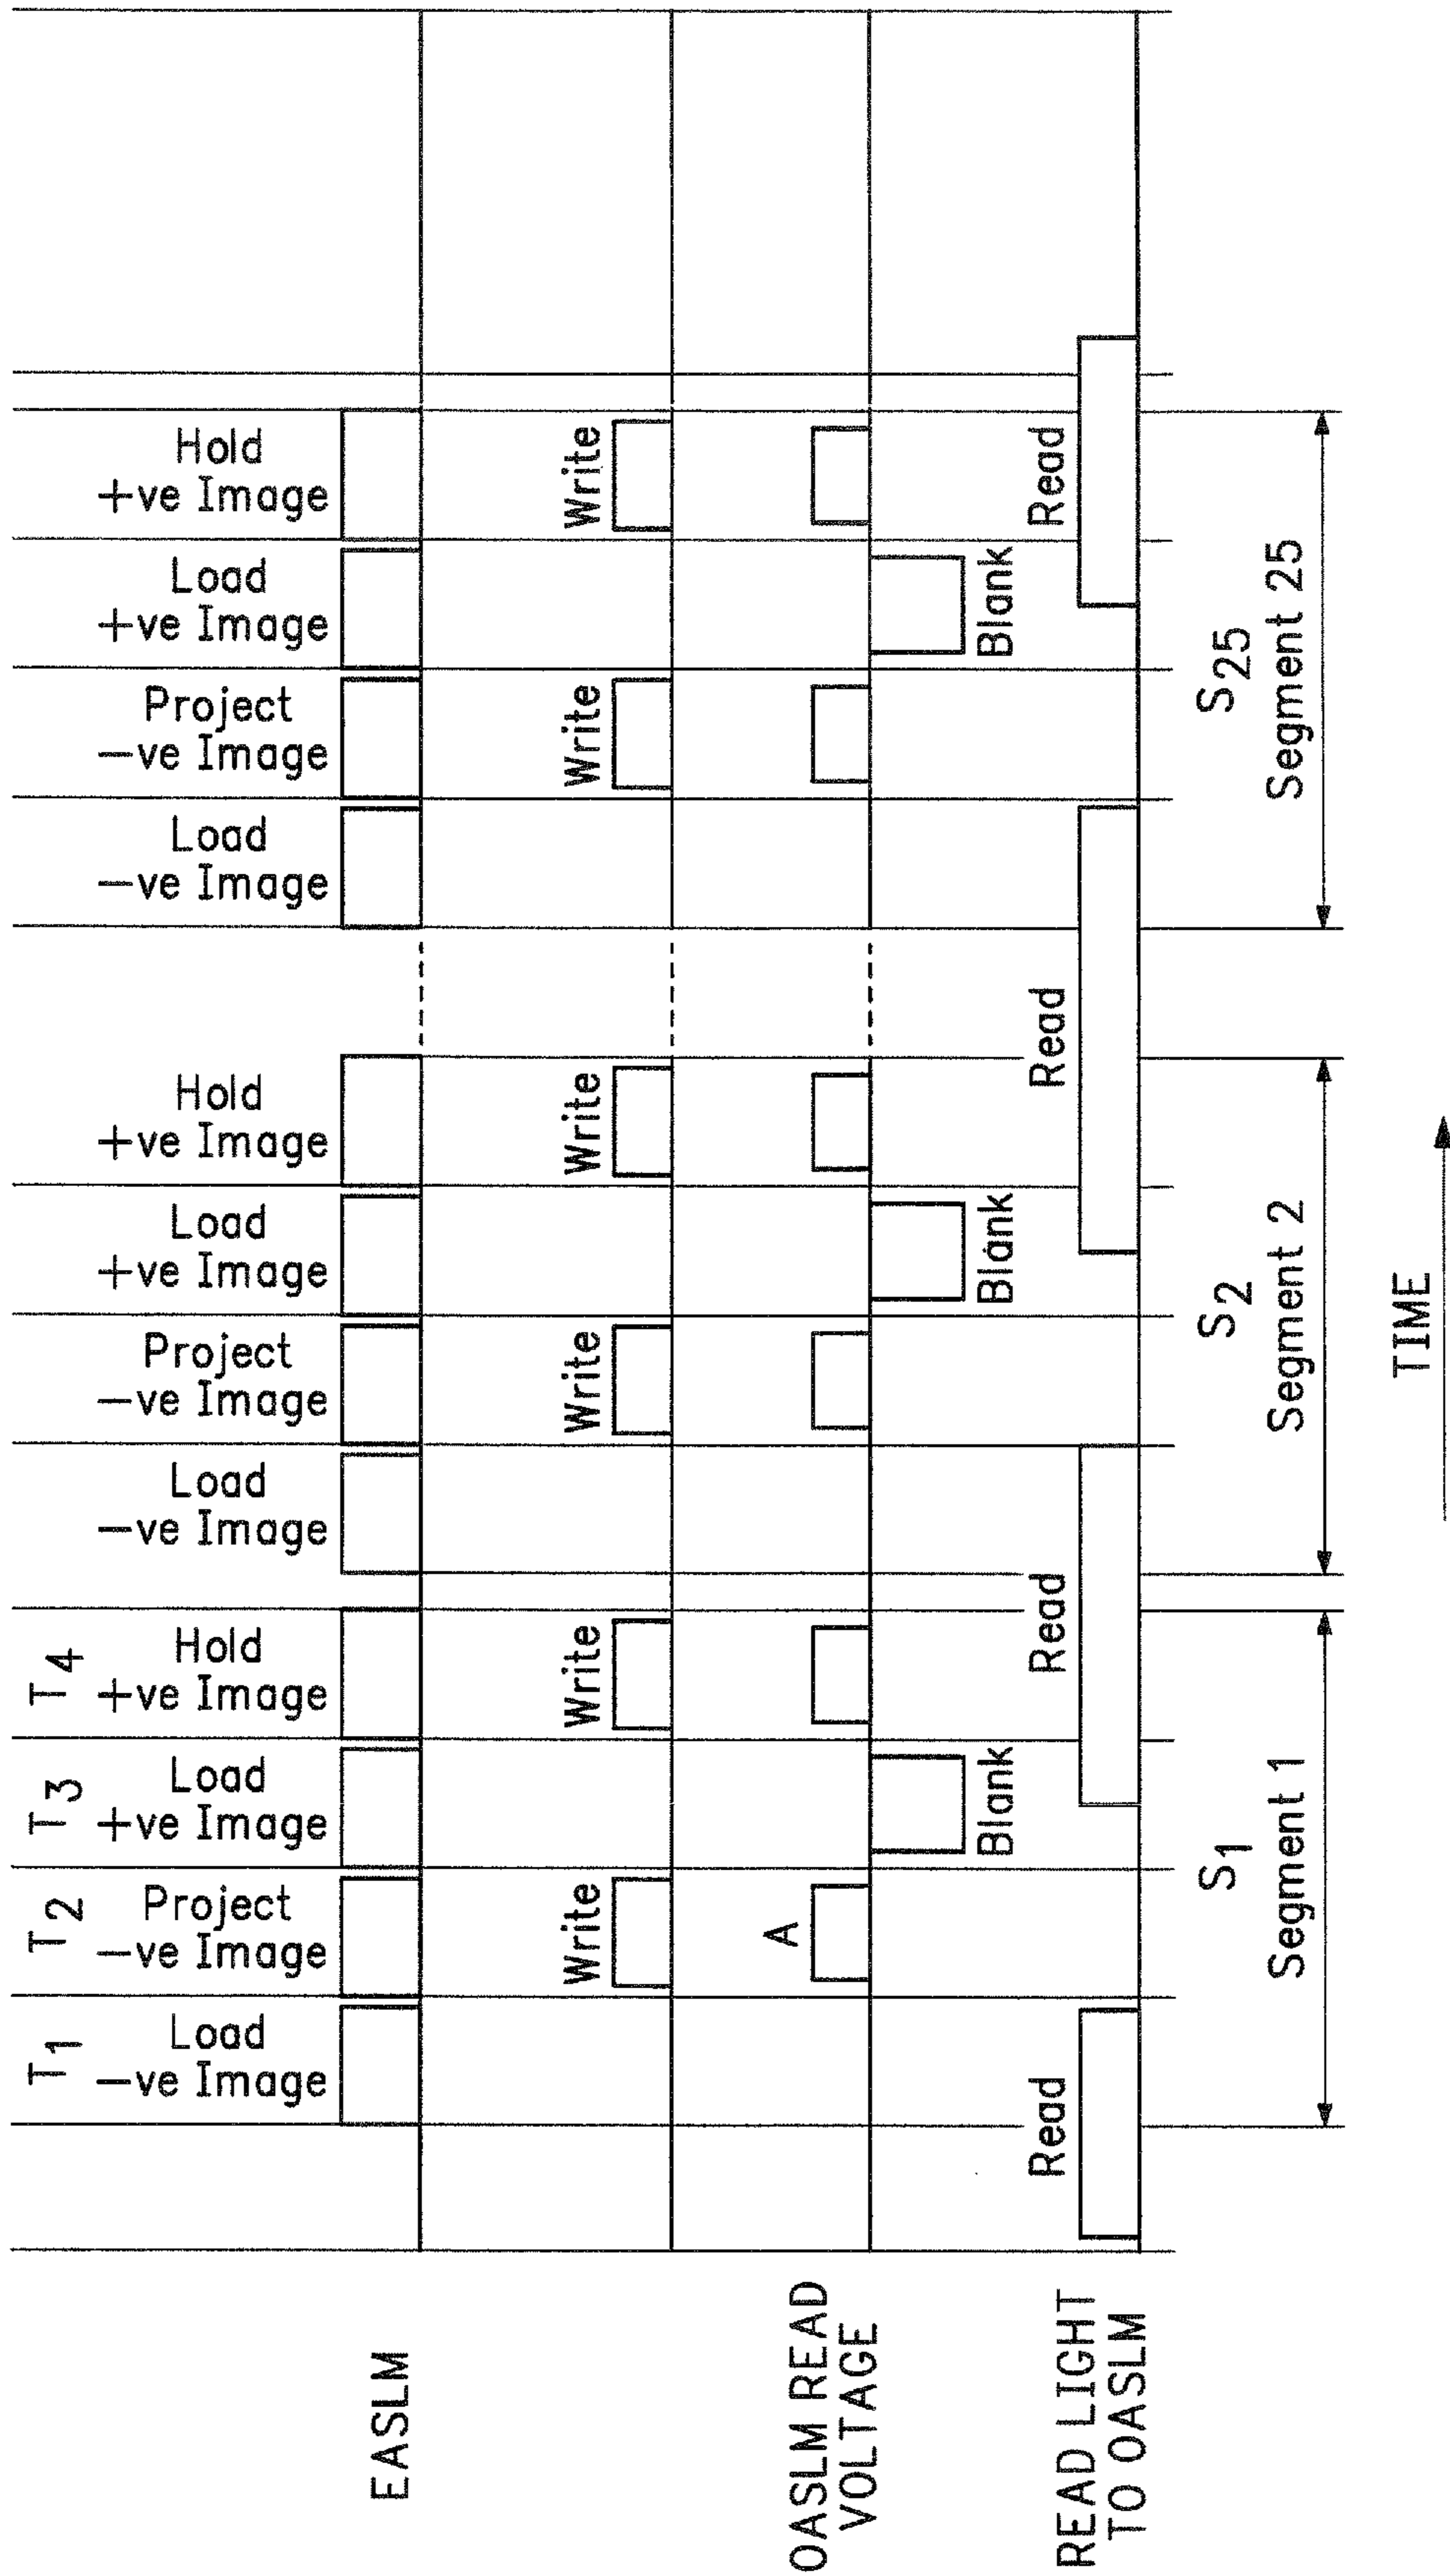 T1
Load
−ve Image
T2
Project
−ve Image
T3
Load
+ve Image
T4
Hold
+ve Image
Load
−ve Image
Project
−ve Image
Load
+ve Image
Hold
+ve Image
Load
−ve Image
Project
−ve Image
Load
+ve Image
Hold
+ve Image
EASLM
Write
Write
Write
Write
Write
Write
OASLM READ
VOLTAGE
A
Blank
Blank
Blank
READ LIGHT
TO OASLM
Read
Read
Read
Read
S1
Segment 1
S2
Segment 2
S25
Segment 25
TIME